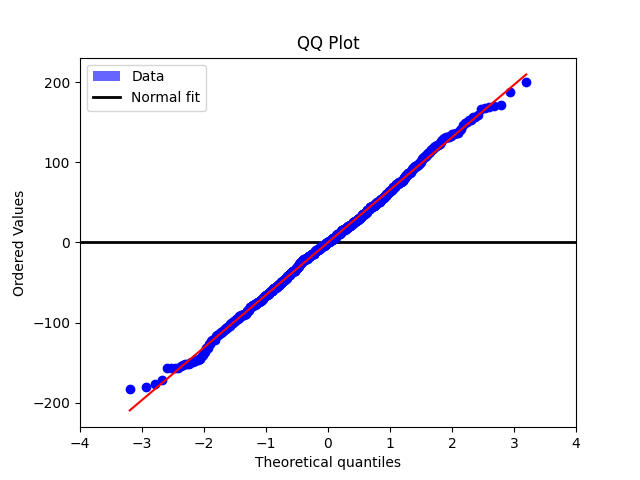 QQ Plot
Data
Normal fit
Ordered Values
200
100
0
−100
−200
−4
−3
−2
−1
0
1
2
3
4
Theoretical quantiles